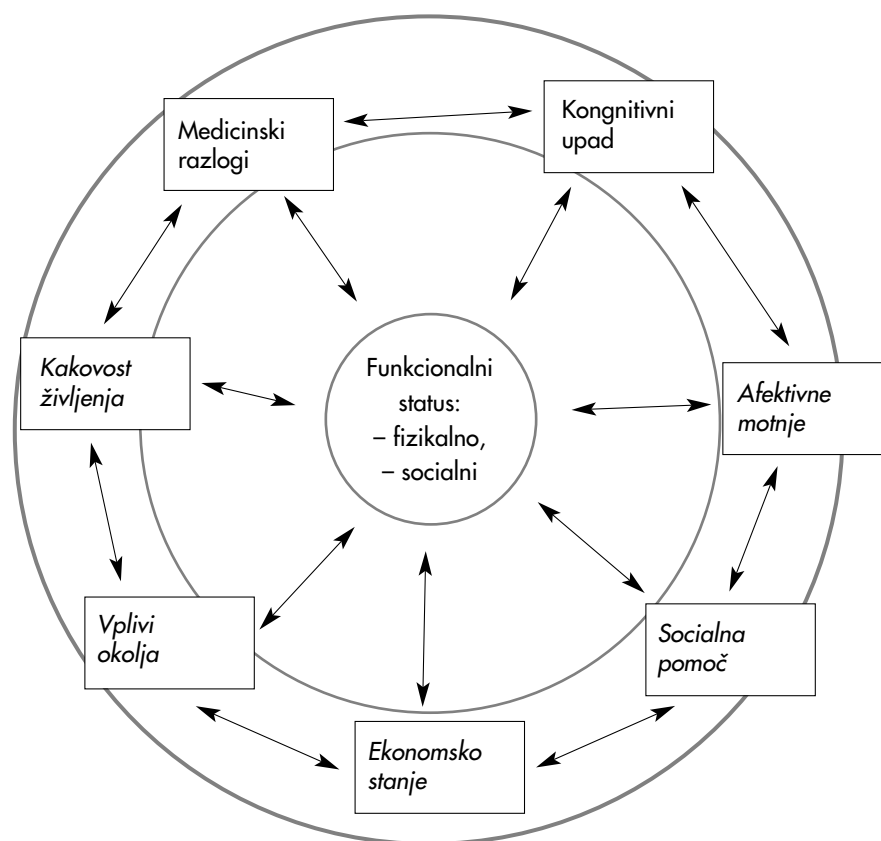 Medicinski
razlogi
Kongnitivni
upad
Kakovost
življenja
Funkcionalni
status:
– fizikalno,
– socialni
Afektivne
motnje
Vplivi
okolja
Socialna
pomoč
Ekonomsko
stanje